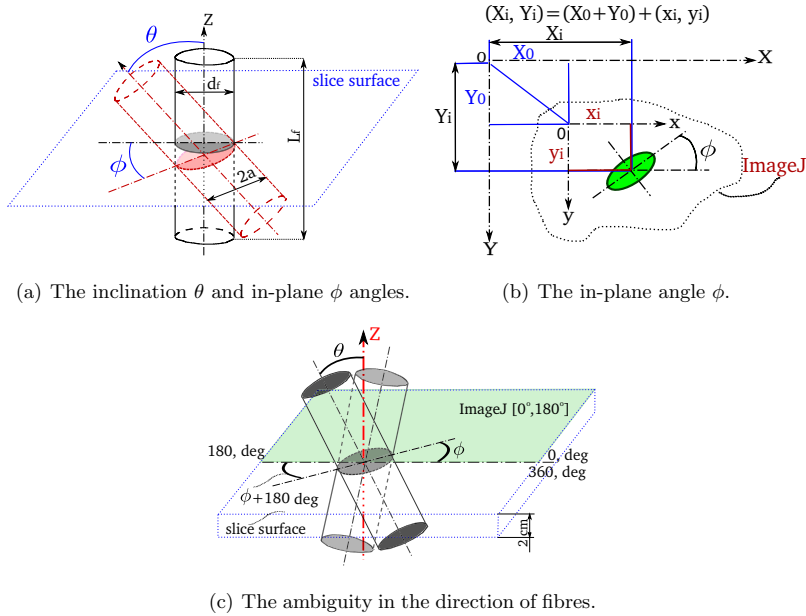 Z
θ
slice surface
d_f
L_f
ϕ
2a
(a) The inclination θ and in-plane ϕ angles.
(Xi, Yi)=(X0+Y0)+(xi, yi)
Xi
X0
o
X
Y0
Yi
xi
0
x
yi
ϕ
ImageJ
y
Y
(b) The in-plane angle ϕ.
Z
θ
ImageJ [0°,180°]
180, deg
ϕ
0, deg
360, deg
ϕ+180 deg
slice surface
2 cm
(c) The ambiguity in the direction of fibres.